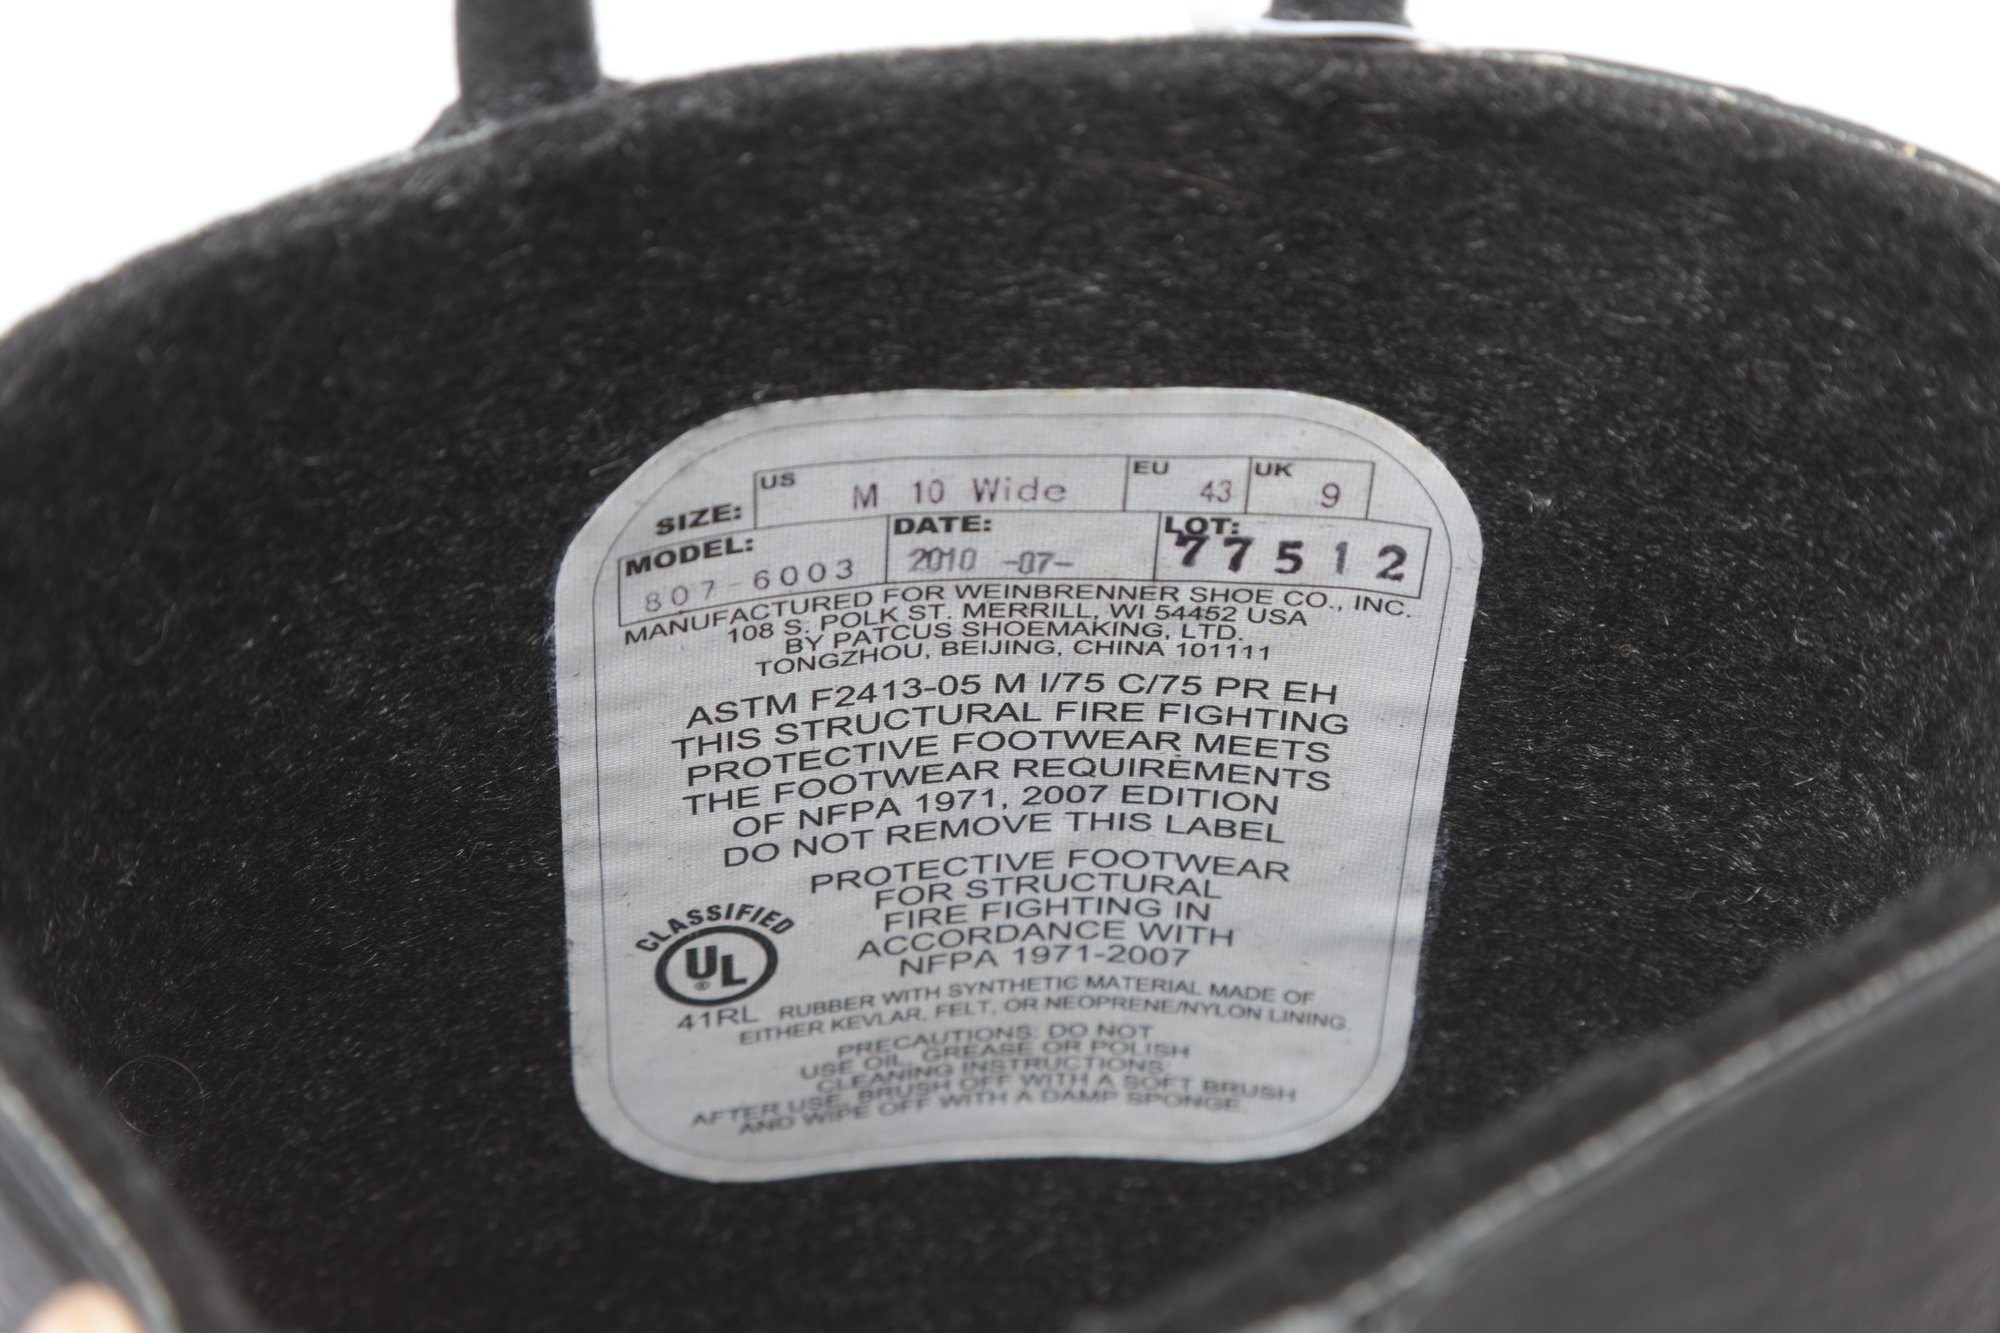 SIZE: US M 10 Wide EU 43 UK 9
MODEL: 807-6003 DATE: 2010 -07- LOT: 77512
MANUFACTURED FOR WEINBRENNER SHOE CO., INC.
108 S. POLK ST. MERRILL, WI 54452 USA
BY PATCUS SHOEMAKING, LTD.
TONGZHOU, BEIJING, CHINA 101111
ASTM F2413-05 M I/75 C/75 PR EH
THIS STRUCTURAL FIRE FIGHTING
PROTECTIVE FOOTWEAR MEETS
THE FOOTWEAR REQUIREMENTS
OF NFPA 1971, 2007 EDITION
DO NOT REMOVE THIS LABEL
PROTECTIVE FOOTWEAR
FOR STRUCTURAL
FIRE FIGHTING IN
ACCORDANCE WITH
NFPA 1971-2007
CLASSIFIED
UL ®
41RL
RUBBER WITH SYNTHETIC MATERIAL MADE OF
EITHER KEVLAR, FELT, OR NEOPRENE/NYLON LINING.
PRECAUTIONS: DO NOT
USE OIL, GREASE OR POLISH
CLEANING INSTRUCTIONS:
AFTER USE, BRUSH OFF WITH A SOFT BRUSH
AND WIPE OFF WITH A DAMP SPONGE.